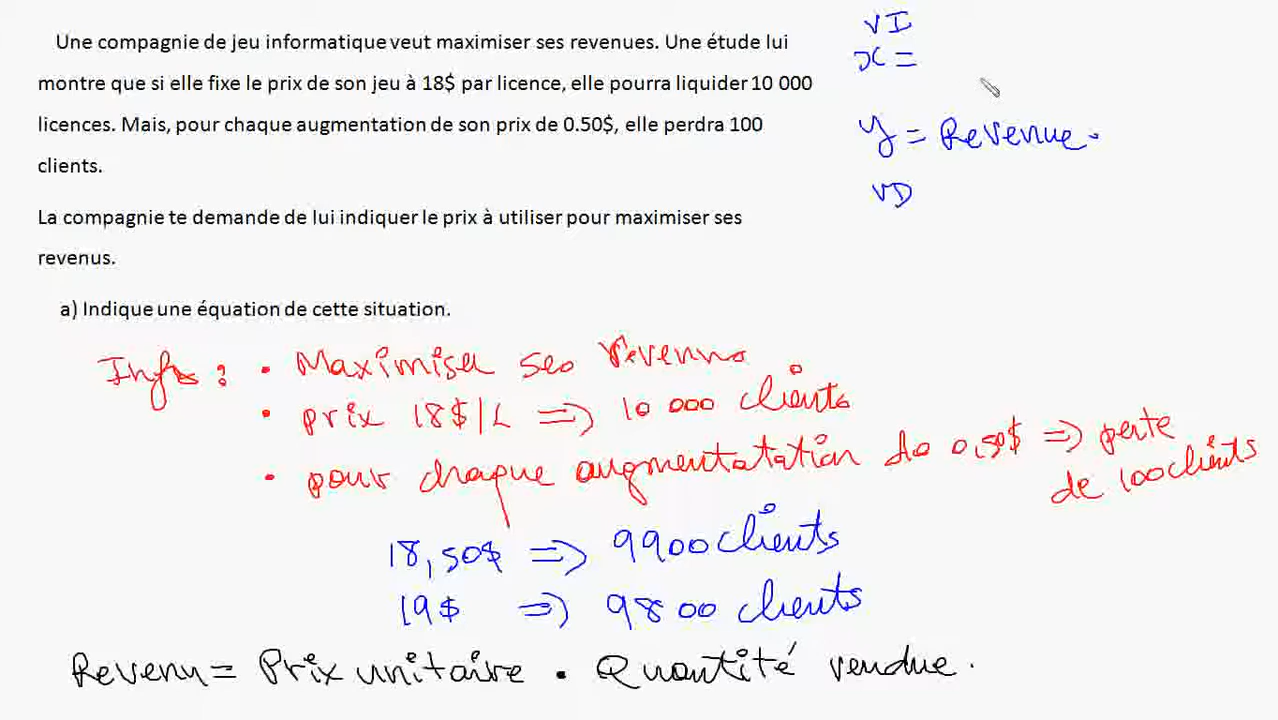 Une compagnie de jeu informatique veut maximiser ses revenues. Une étude lui
montre que si elle fixe le prix de son jeu à 18$ par licence, elle pourra liquider 10 000
licences. Mais, pour chaque augmentation de son prix de 0.50$, elle perdra 100
clients.
La compagnie te demande de lui indiquer le prix à utiliser pour maximiser ses
revenus.
a) Indique une équation de cette situation.
VI
x =
y = Revenue.
VD
Infos : • Maximiser ses revenus
• prix 18$/L => 10 000 clients
• pour chaque augmentatation de 0,50$ => perte
de 100 clients
18,50$ => 9900 clients
19$ => 9800 clients
Revenu = Prix unitaire • Quantité vendue.